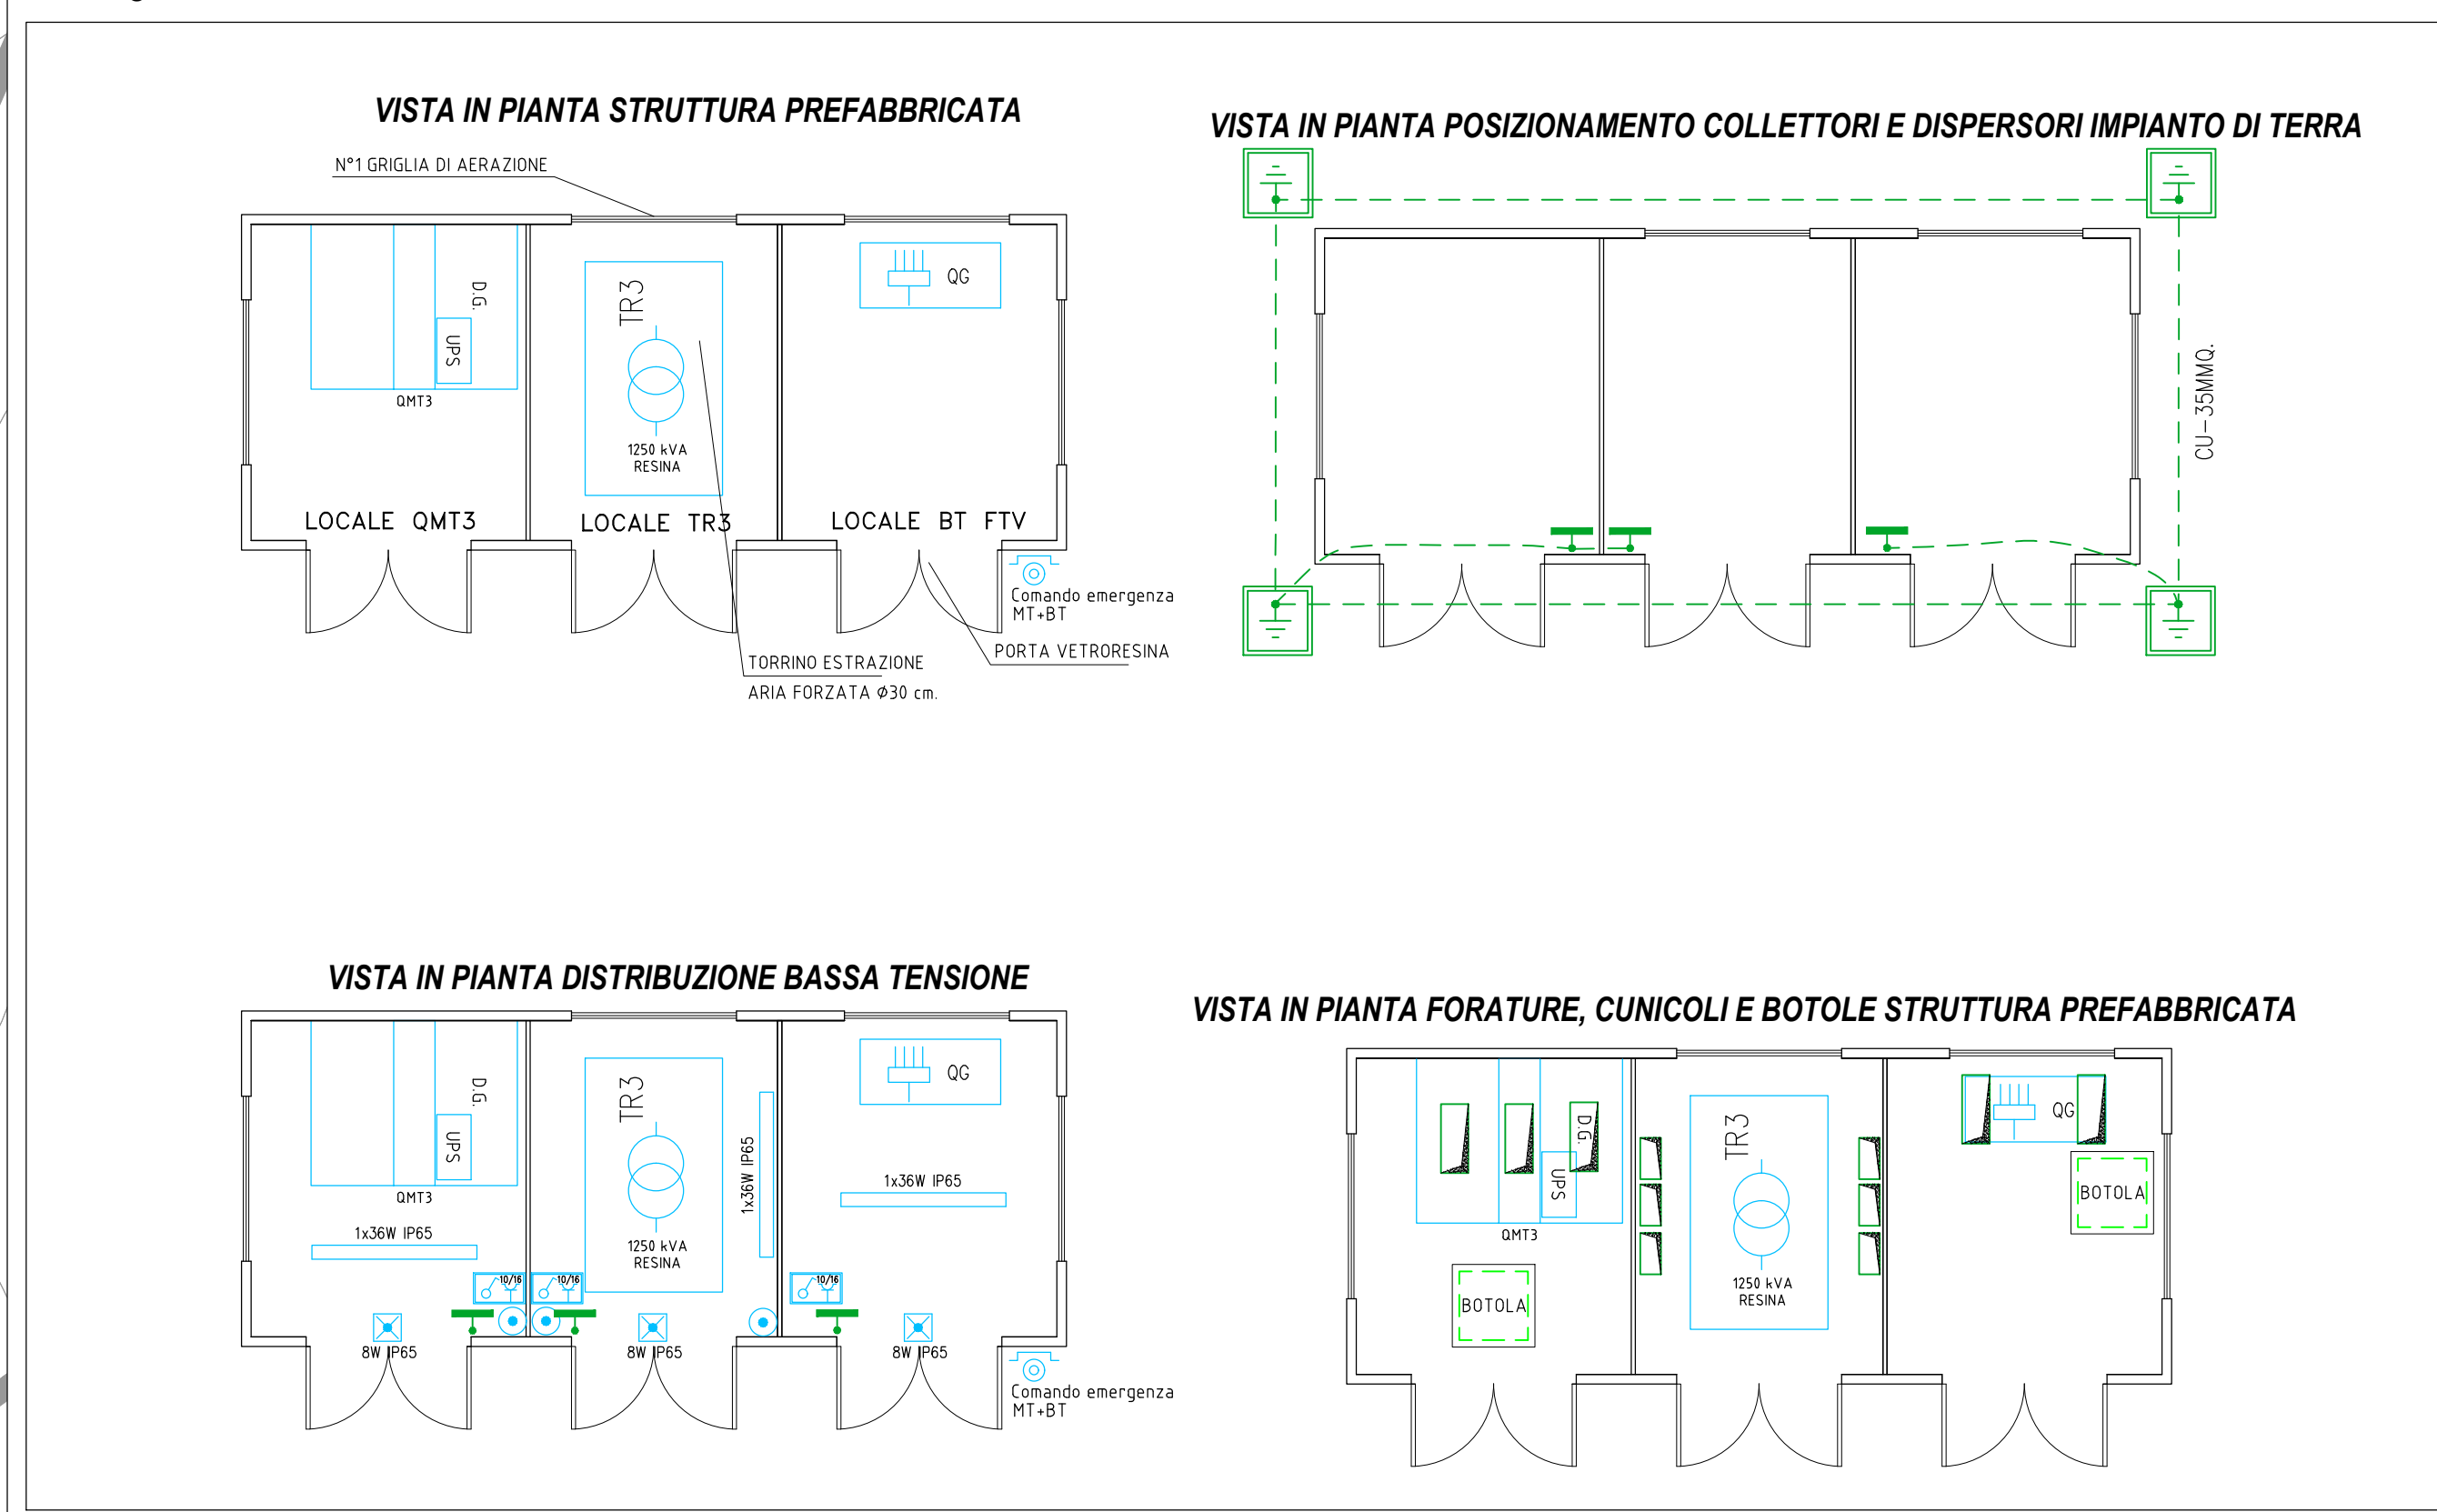 VISTA IN PIANTA STRUTTURA PREFABBRICATA
N°1 GRIGLIA DI AERAZIONE
D.G.
UPS
QMT3
TR3
1250 kVA
RESINA
QG
LOCALE QMT3
LOCALE TR3
LOCALE BT FTV
Comando emergenza
MT+BT
PORTA VETRORESINA
TORRINO ESTRAZIONE
ARIA FORZATA Ø30 cm.
VISTA IN PIANTA POSIZIONAMENTO COLLETTORI E DISPERSORI IMPIANTO DI TERRA
CU-35MMQ.
VISTA IN PIANTA DISTRIBUZIONE BASSA TENSIONE
D.G.
UPS
QMT3
1x36W IP65
TR3
1250 kVA
RESINA
1x36W IP65
QG
1x36W IP65
10/16
10/16
10/16
8W IP65
8W IP65
8W IP65
Comando emergenza
MT+BT
VISTA IN PIANTA FORATURE, CUNICOLI E BOTOLE STRUTTURA PREFABBRICATA
D.G.
UPS
QMT3
BOTOLA
TR3
1250 kVA
RESINA
QG
BOTOLA